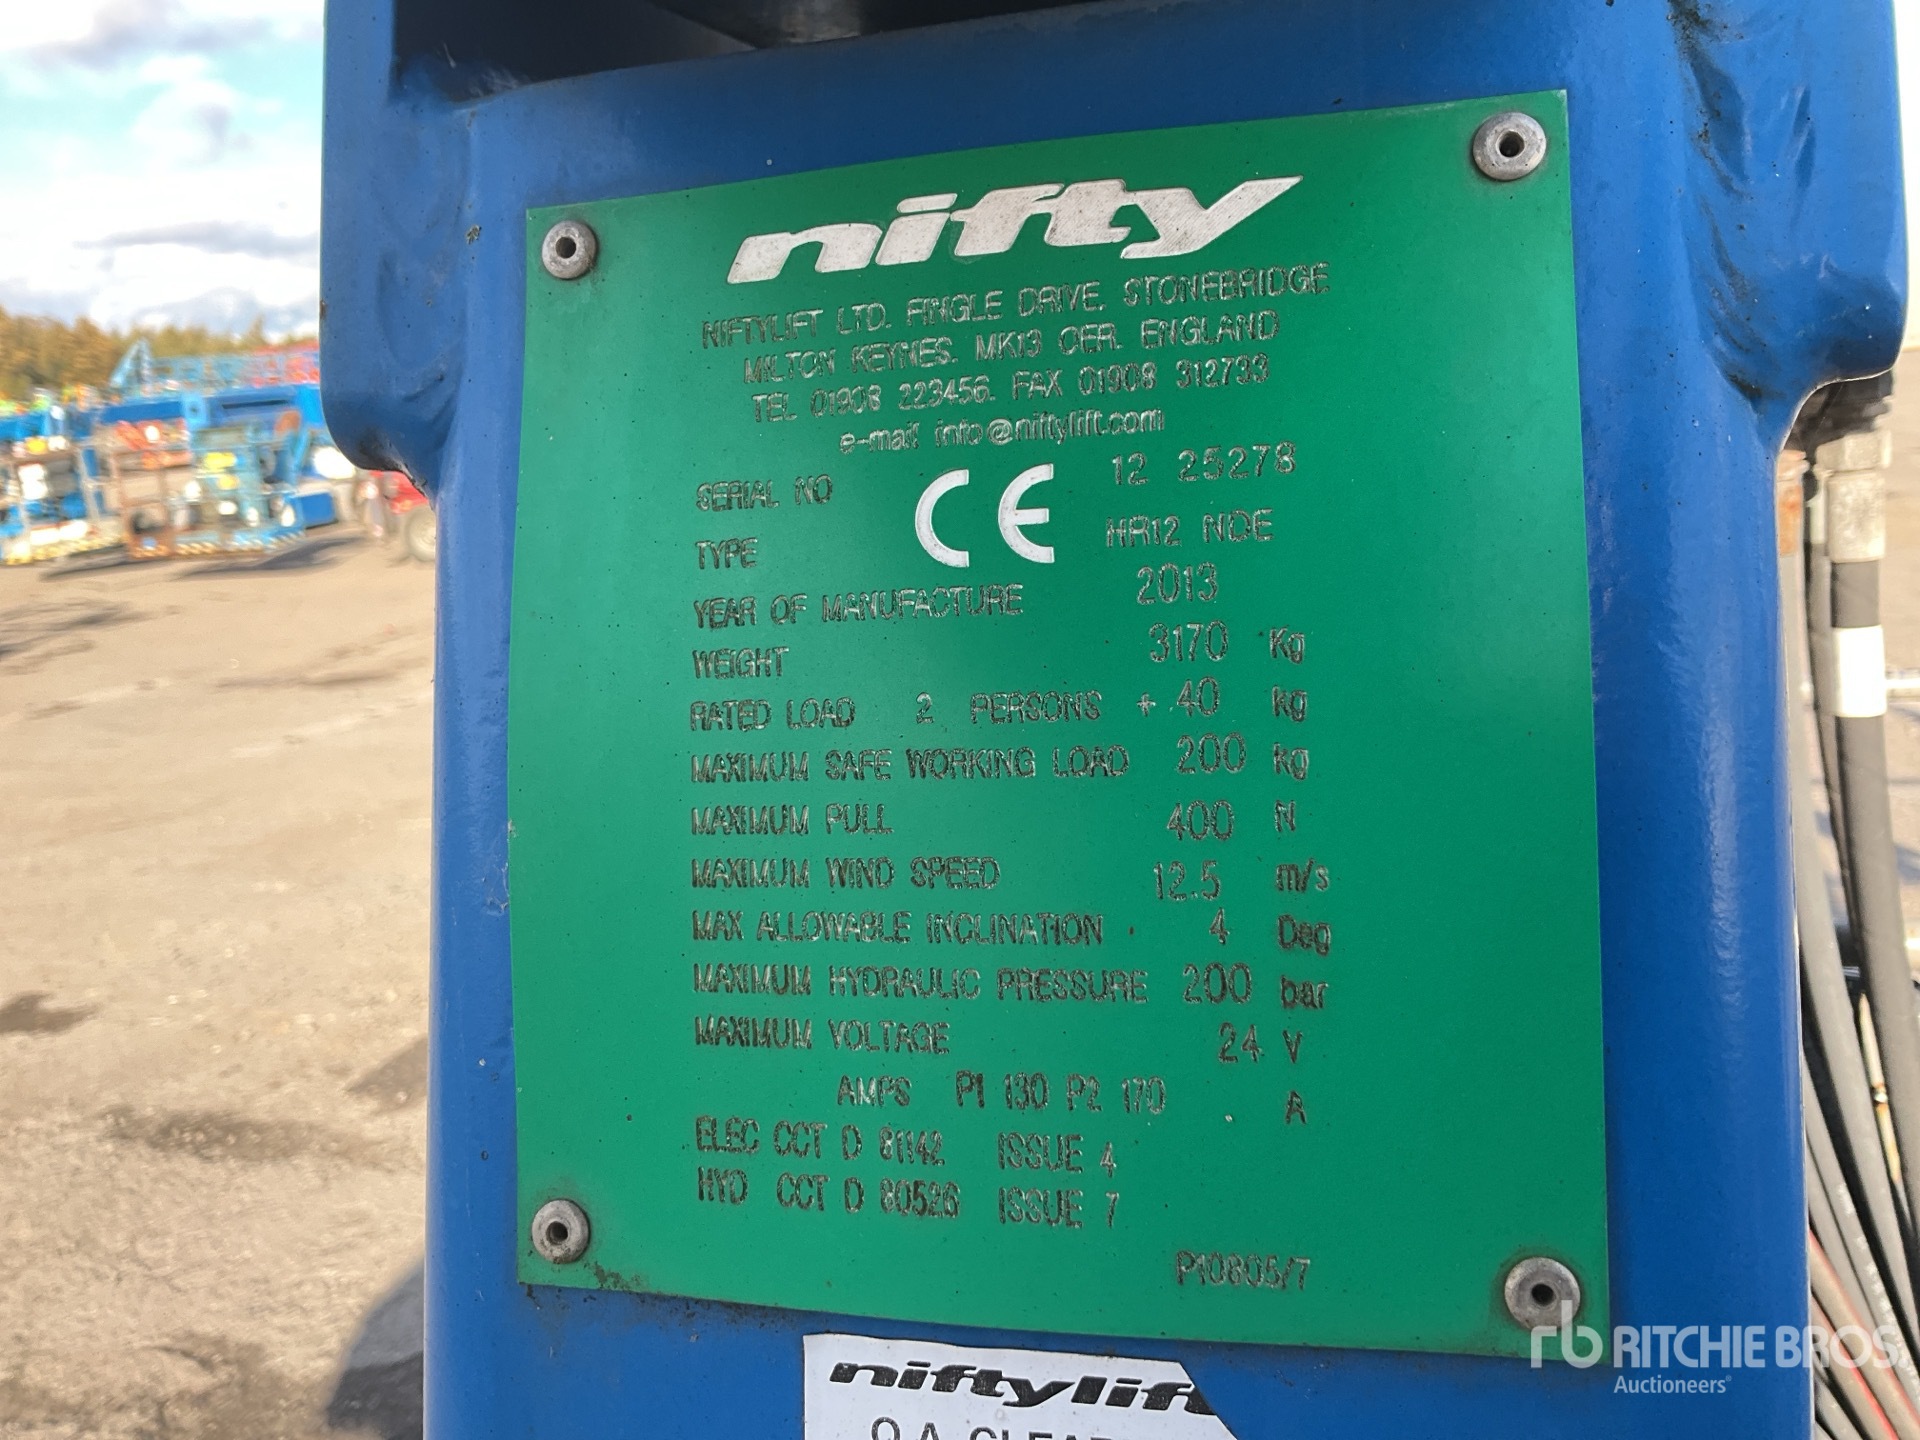 nifty
NIFTYLIFT LTD. FINGLE DRIVE. STONEBRIDGE
MILTON KEYNES. MK13 OER. ENGLAND
TEL 01908 223456. FAX 01908 312733
e-mail info@niftylift.com
SERIAL NO 12 25278
CE
TYPE HR12 NDE
YEAR OF MANUFACTURE 2013
WEIGHT 3170 Kg
RATED LOAD 2 PERSONS + 40 kg
MAXIMUM SAFE WORKING LOAD 200 kg
MAXIMUM PULL 400 N
MAXIMUM WIND SPEED 12.5 m/s
MAX ALLOWABLE INCLINATION 4 Deg
MAXIMUM HYDRAULIC PRESSURE 200 bar
MAXIMUM VOLTAGE 24 V
AMPS P1 130 P2 170 A
ELEC CCT D 81142 ISSUE 4
HYD CCT D 80526 ISSUE 7
P10805/7
niftylift
Q.A.
rb RITCHIE BROS.
Auctioneers